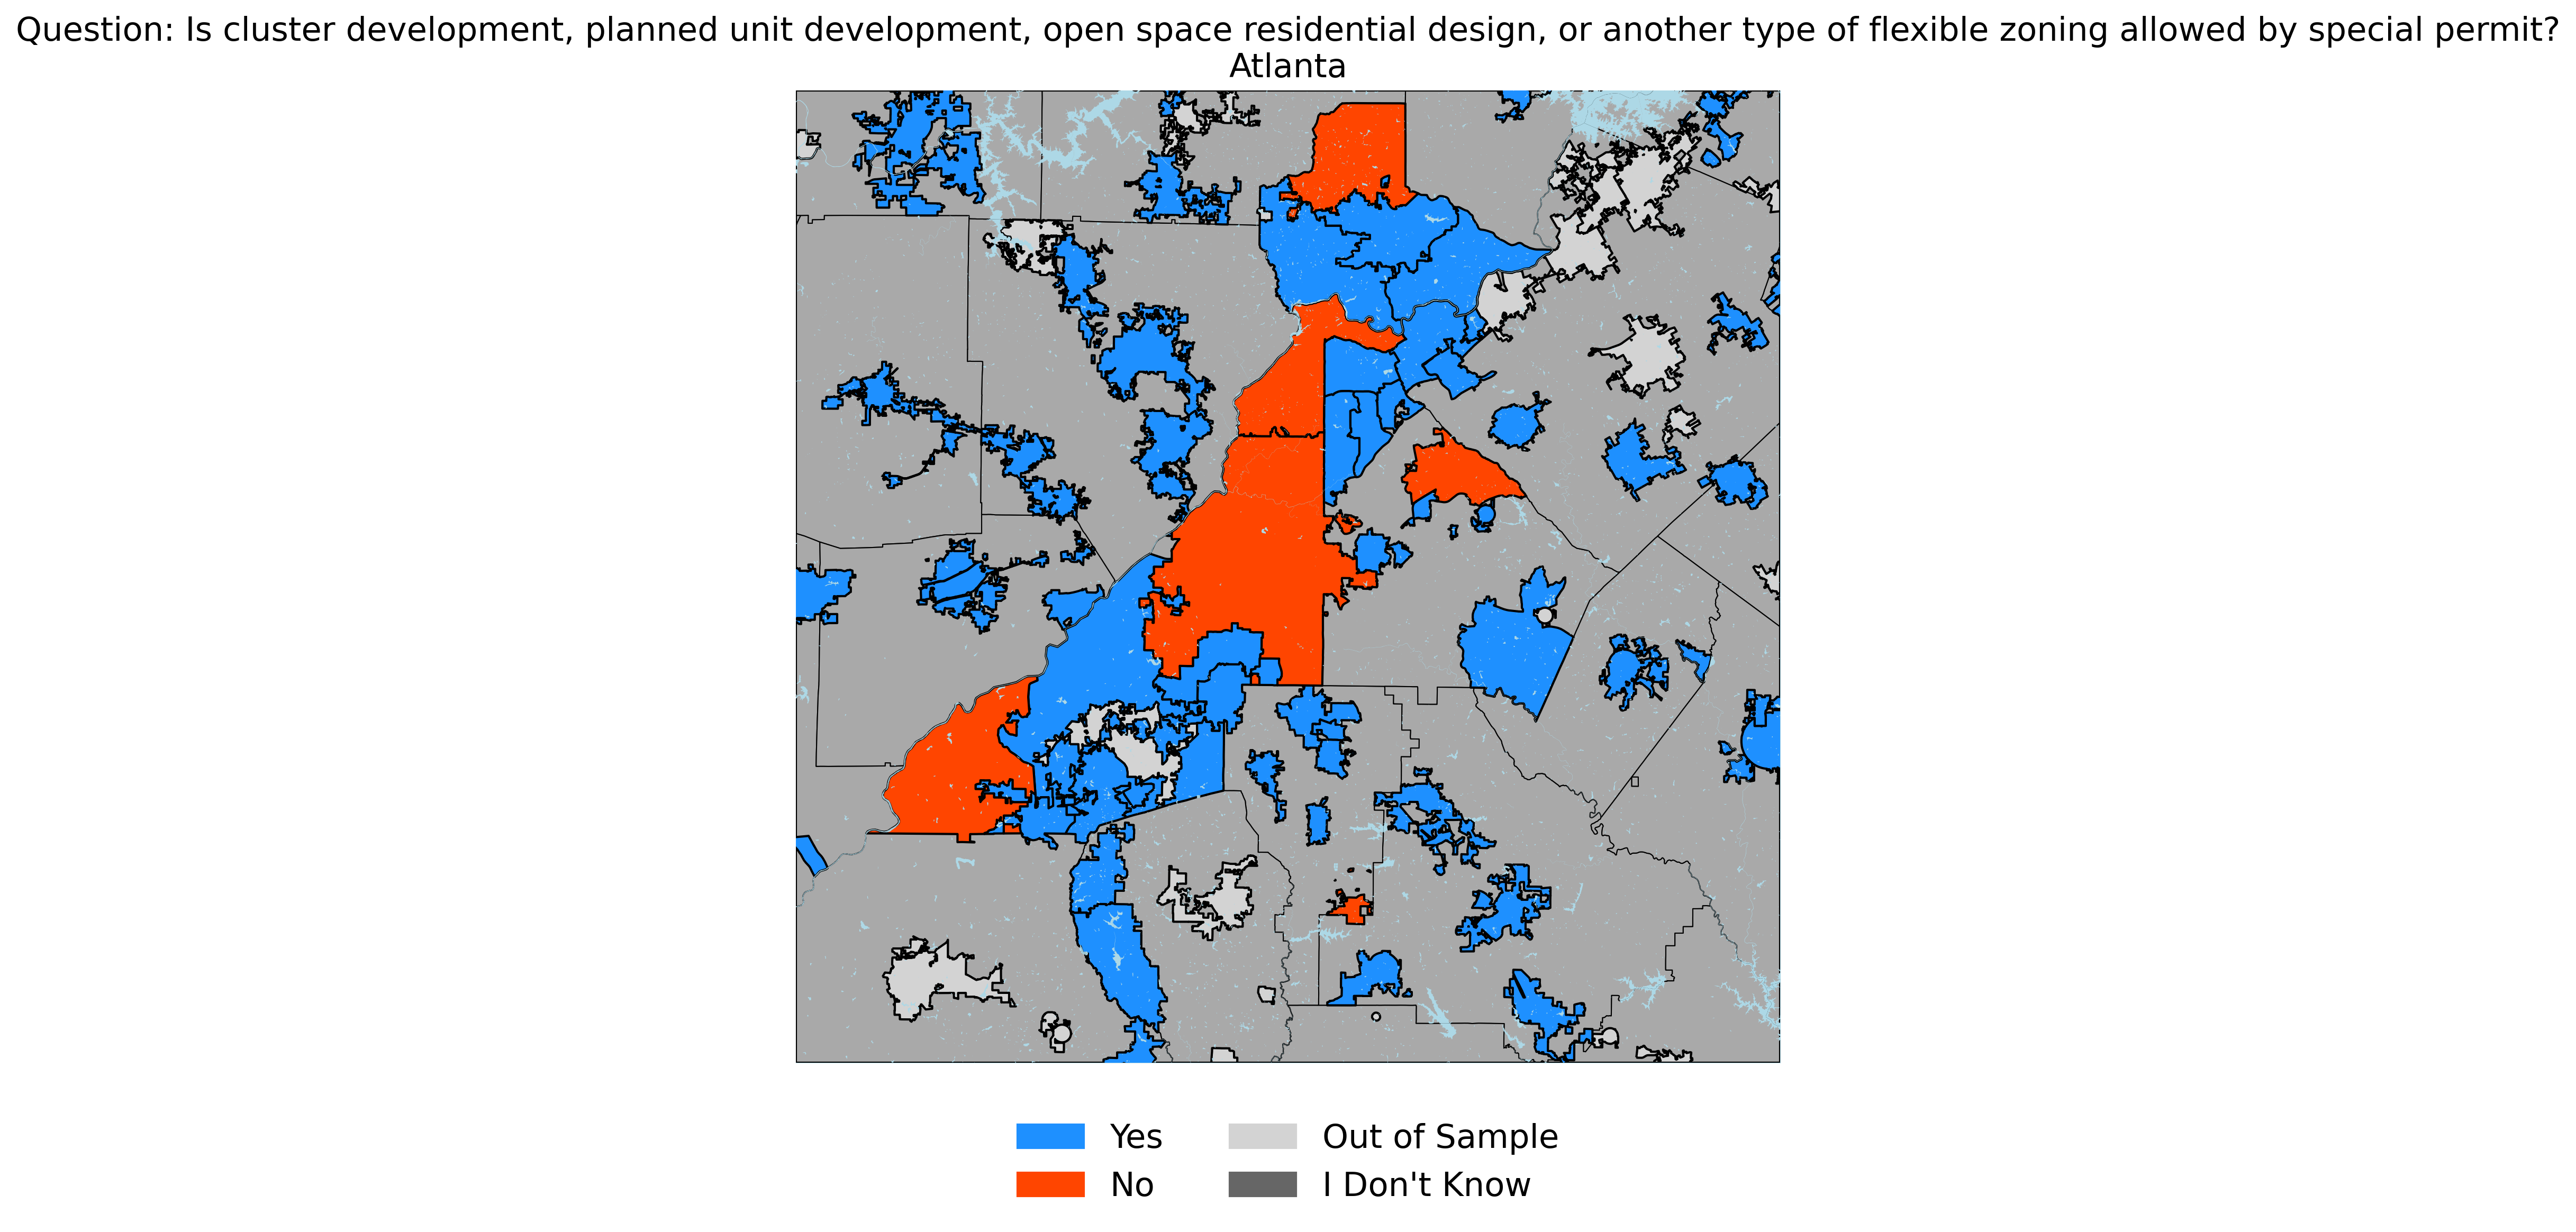 Question: Is cluster development, planned unit development, open space residential design, or another type of flexible zoning allowed by special permit?
Atlanta
Yes
No
Out of Sample
I Don't Know